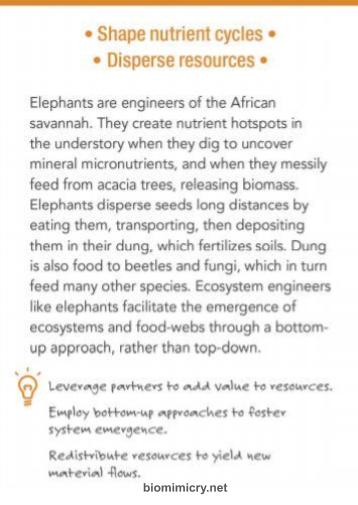 • Shape nutrient cycles •
• Disperse resources •
Elephants are engineers of the African
savannah. They create nutrient hotspots in
the understory when they dig to uncover
mineral micronutrients, and when they messily
feed from acacia trees, releasing biomass.
Elephants disperse seeds long distances by
eating them, transporting, then depositing
them in their dung, which fertilizes soils. Dung
is also food to beetles and fungi, which in turn
feed many other species. Ecosystem engineers
like elephants facilitate the emergence of
ecosystems and food-webs through a bottom-
up approach, rather than top-down.
Leverage partners to add value to resources.
Employ bottom-up approaches to foster
system emergence.
Redistribute resources to yield new
material flows.
biomimicry.net